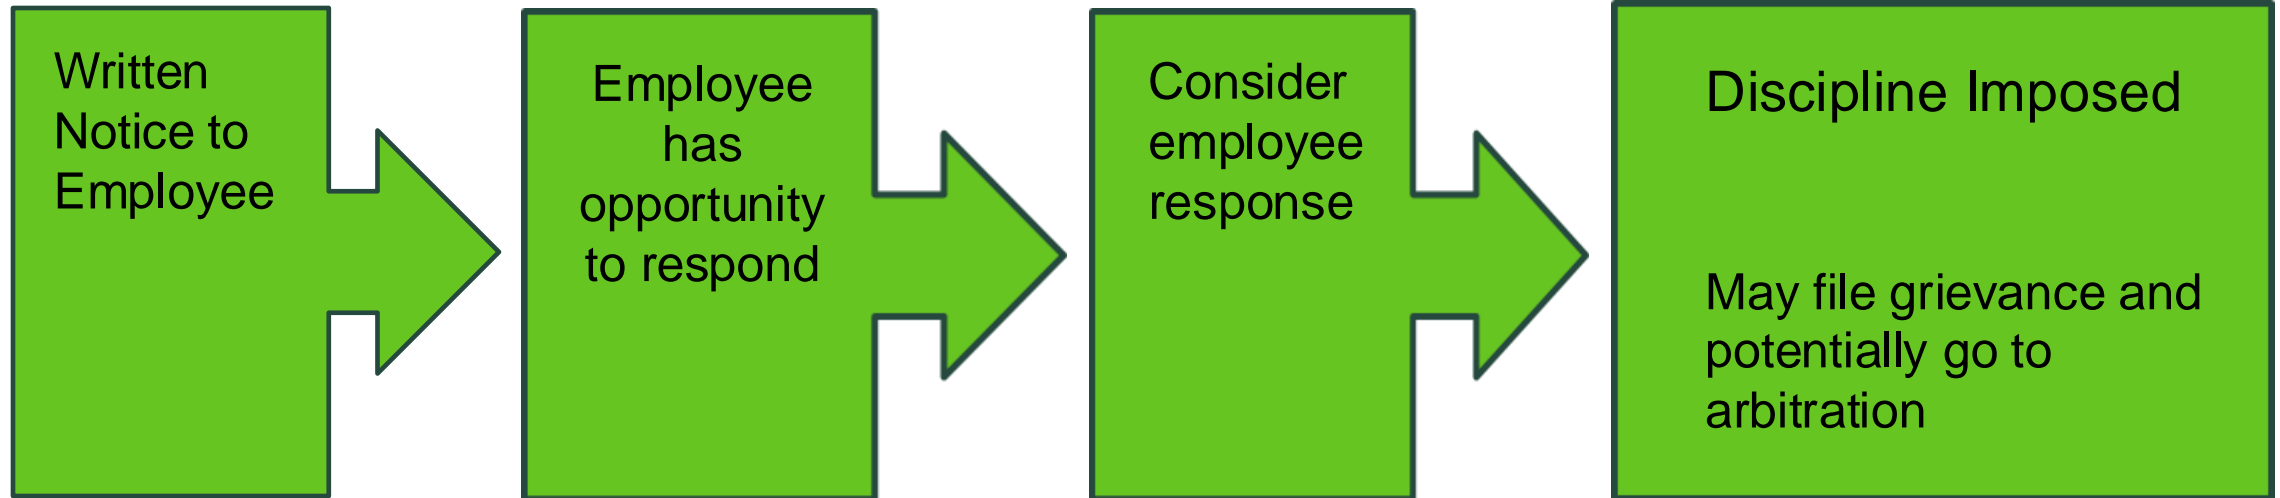 Written
Notice to
Employee
Employee
has
opportunity
to respond
Consider
employee
response
Discipline Imposed
May file grievance and
potentially go to
arbitration